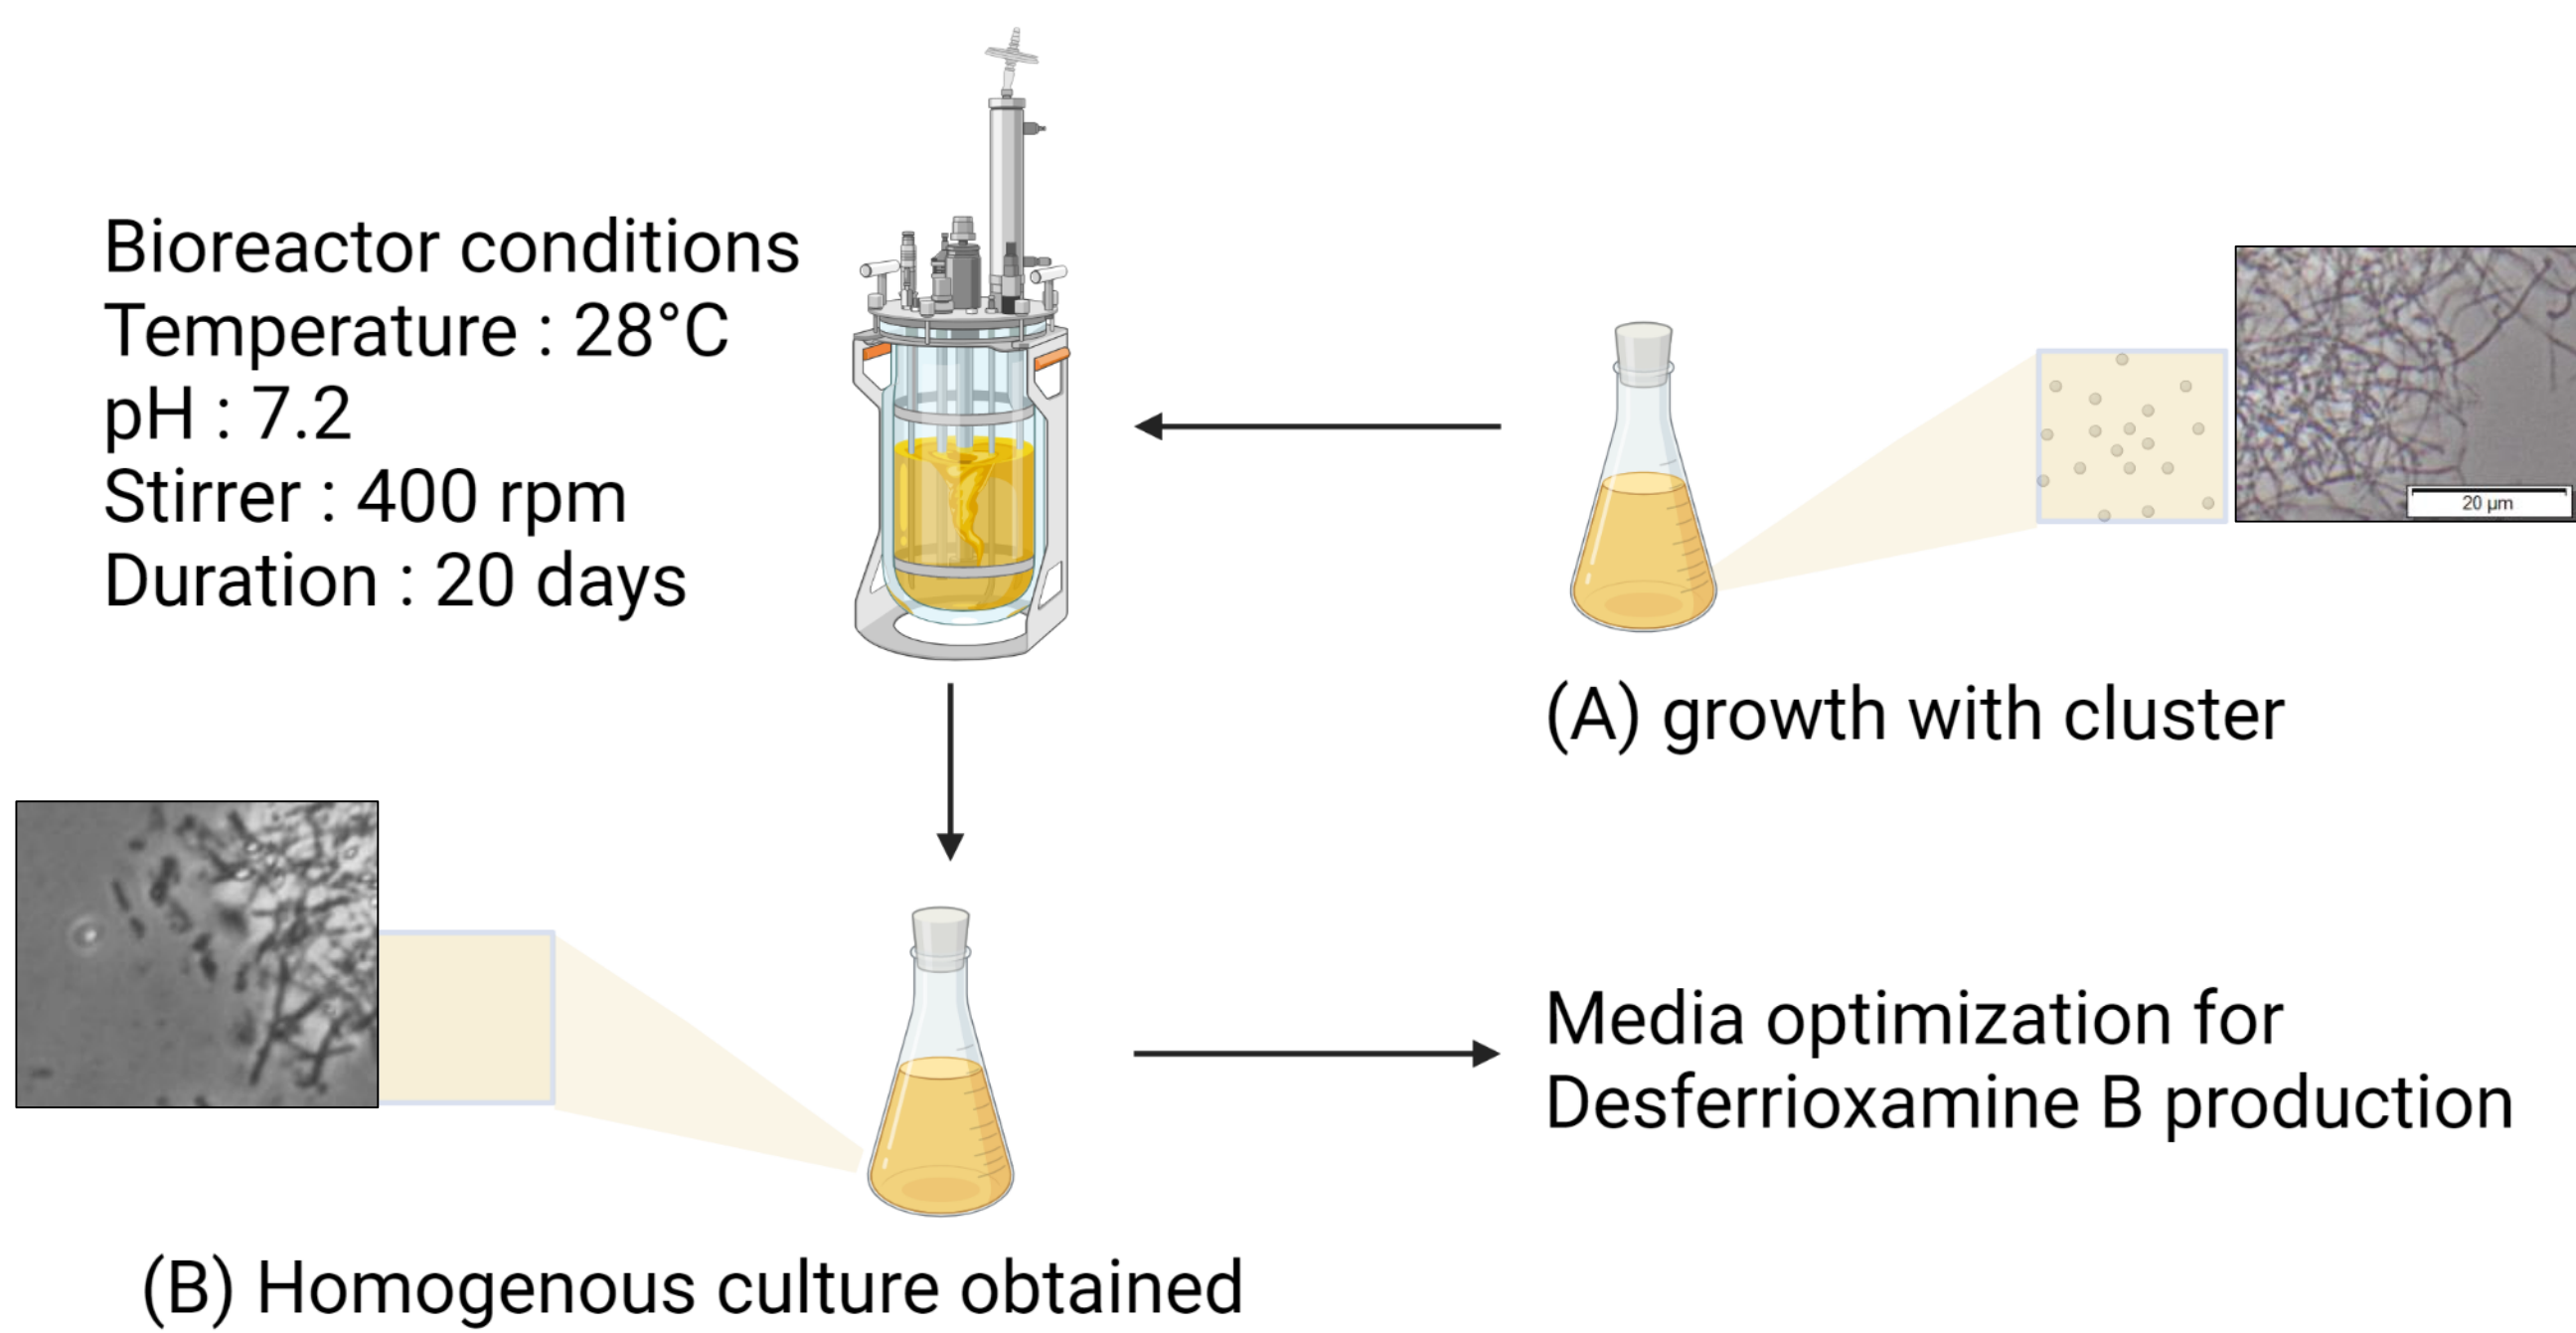 Bioreactor conditions
Temperature : 28°C
pH : 7.2
Stirrer : 400 rpm
Duration : 20 days
20 µm
(A) growth with cluster
Media optimization for
Desferrioxamine B production
(B) Homogenous culture obtained